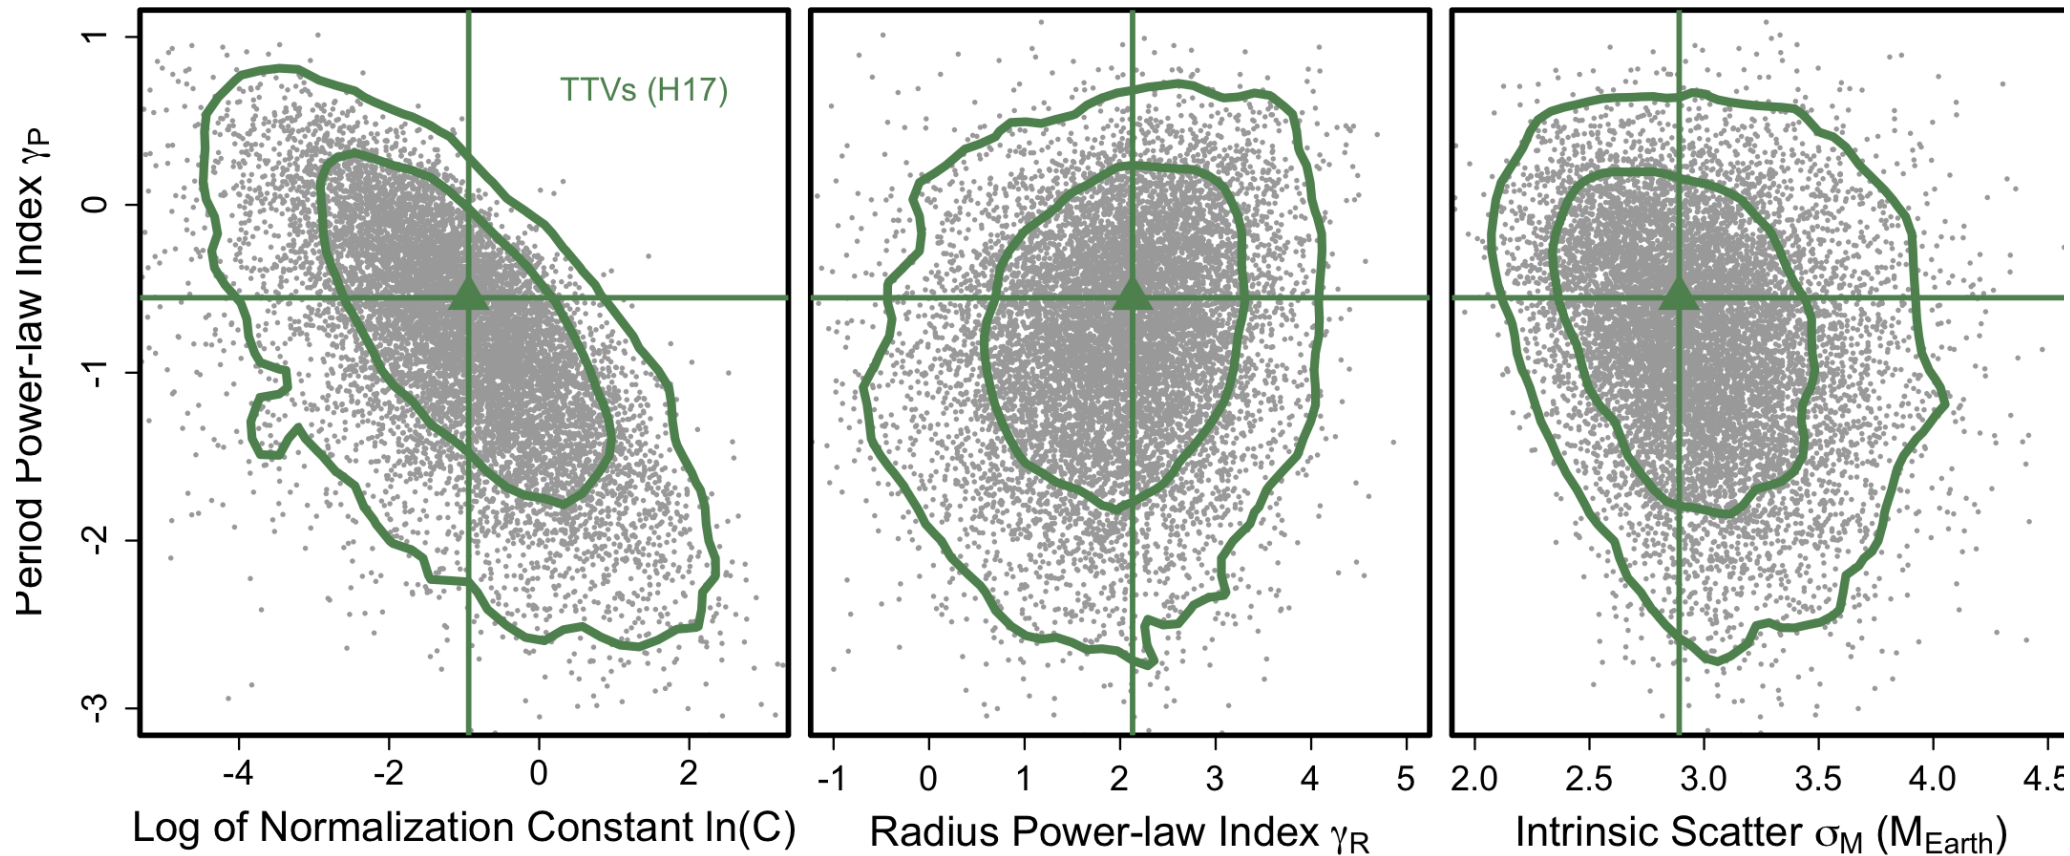 TTVs (H17)
Period Power-law Index γP
1
0
-1
-2
-3
-4 -2 0 2
-1 0 1 2 3 4 5
2.0 2.5 3.0 3.5 4.0 4.5
Log of Normalization Constant ln(C)
Radius Power-law Index γR
Intrinsic Scatter σM (MEarth)